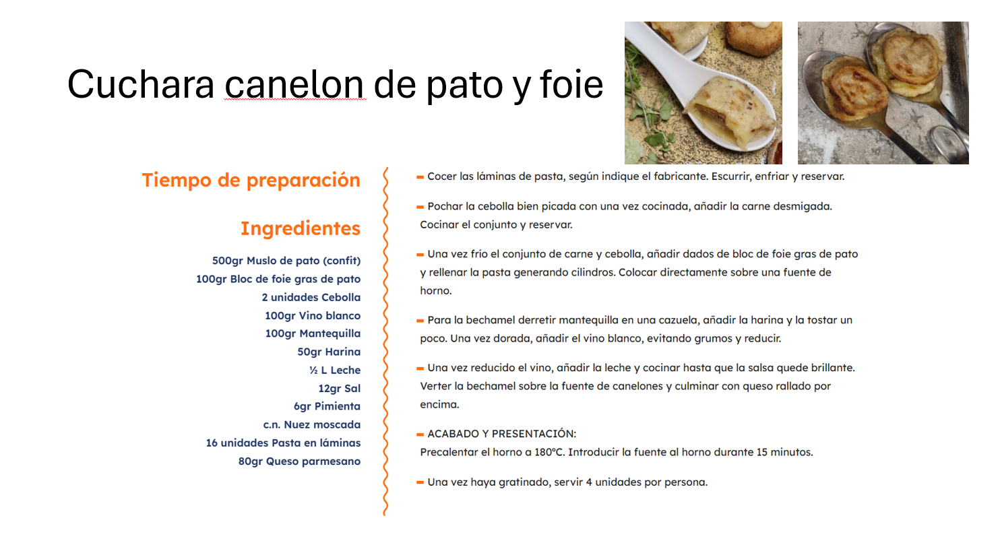 Cuchara canelon de pato y foie
Tiempo de preparación
Ingredientes
500gr Muslo de pato (confit)
100gr Bloc de foie gras de pato
2 unidades Cebolla
100gr Vino blanco
100gr Mantequilla
50gr Harina
½ L Leche
12gr Sal
6gr Pimienta
c.n. Nuez moscada
16 unidades Pasta en láminas
80gr Queso parmesano
Cocer las láminas de pasta, según indique el fabricante. Escurrir, enfriar y reservar.
Pochar la cebolla bien picada con una vez cocinada, añadir la carne desmigada.
Cocinar el conjunto y reservar.
Una vez frío el conjunto de carne y cebolla, añadir dados de bloc de foie gras de pato
y rellenar la pasta generando cilindros. Colocar directamente sobre una fuente de
horno.
Para la bechamel derretir mantequilla en una cazuela, añadir la harina y la tostar un
poco. Una vez dorada, añadir el vino blanco, evitando grumos y reducir.
Una vez reducido el vino, añadir la leche y cocinar hasta que la salsa quede brillante.
Verter la bechamel sobre la fuente de canelones y culminar con queso rallado por
encima.
ACABADO Y PRESENTACIÓN:
Precalentar el horno a 180ºC. Introducir la fuente al horno durante 15 minutos.
Una vez haya gratinado, servir 4 unidades por persona.